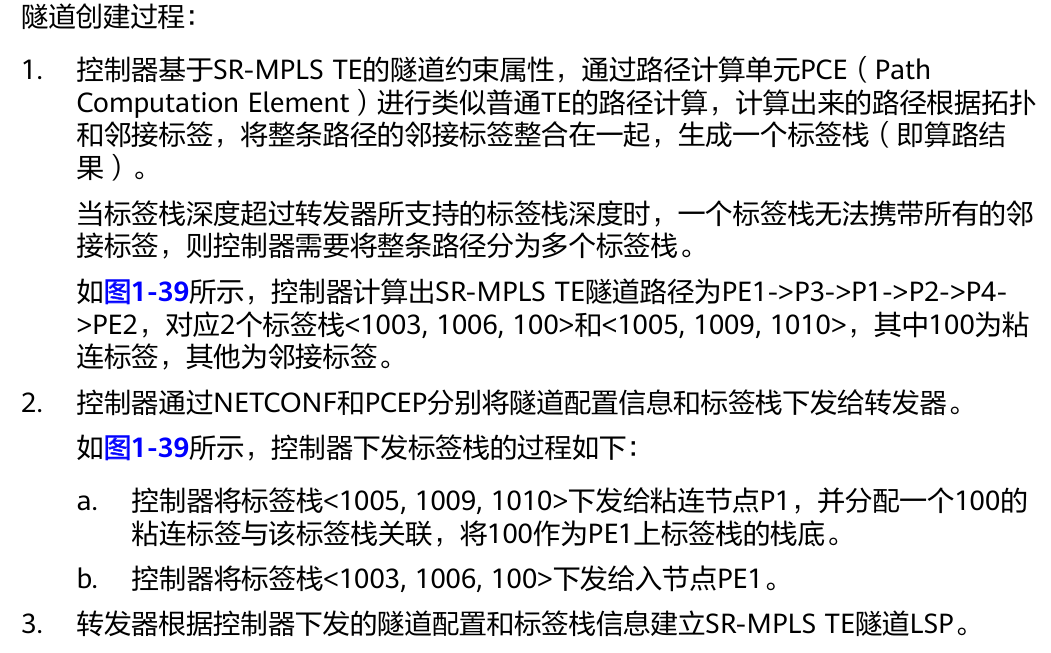 隧道创建过程：
1. 控制器基于SR-MPLS TE的隧道约束属性，通过路径计算单元PCE（Path
Computation Element）进行类似普通TE的路径计算，计算出来的路径根据拓扑
和邻接标签，将整条路径的邻接标签整合在一起，生成一个标签栈（即算路结
果）。
当标签栈深度超过转发器所支持的标签栈深度时，一个标签栈无法携带所有的邻
接标签，则控制器需要将整条路径分为多个标签栈。
如图1-39所示，控制器计算出SR-MPLS TE隧道路径为PE1->P3->P1->P2->P4-
>PE2，对应2个标签栈<1003, 1006, 100>和<1005, 1009, 1010>，其中100为粘
连标签，其他为邻接标签。
2. 控制器通过NETCONF和PCEP分别将隧道配置信息和标签栈下发给转发器。
如图1-39所示，控制器下发标签栈的过程如下：
a. 控制器将标签栈<1005, 1009, 1010>下发给粘连节点P1，并分配一个100的
粘连标签与该标签栈关联，将100作为PE1上标签栈的栈底。
b. 控制器将标签栈<1003, 1006, 100>下发给入节点PE1。
3. 转发器根据控制器下发的隧道配置和标签栈信息建立SR-MPLS TE隧道LSP。